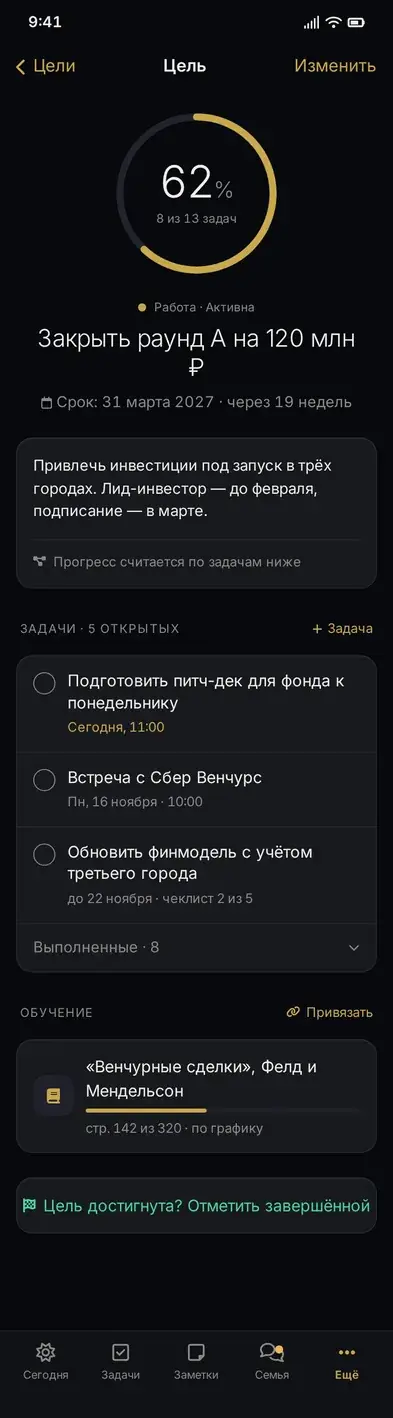 9:41
Цели
Цель
Изменить
62%
8 из 13 задач
Работа · Активна
Закрыть раунд А на 120 млн
₽
Срок: 31 марта 2027 · через 19 недель
Привлечь инвестиции под запуск в трёх
городах. Лид-инвестор — до февраля,
подписание — в марте.
Прогресс считается по задачам ниже
ЗАДАЧИ · 5 ОТКРЫТЫХ
+ Задача
Подготовить питч-дек для фонда к
понедельнику
Сегодня, 11:00
Встреча с Сбер Венчурс
Пн, 16 ноября · 10:00
Обновить финмодель с учётом
третьего города
до 22 ноября · чеклист 2 из 5
Выполненные · 8
ОБУЧЕНИЕ
Привязать
«Венчурные сделки», Фелд и
Мендельсон
стр. 142 из 320 · по графику
Цель достигнута? Отметить завершённой
Сегодня
Задачи
Заметки
Семья
Ещё